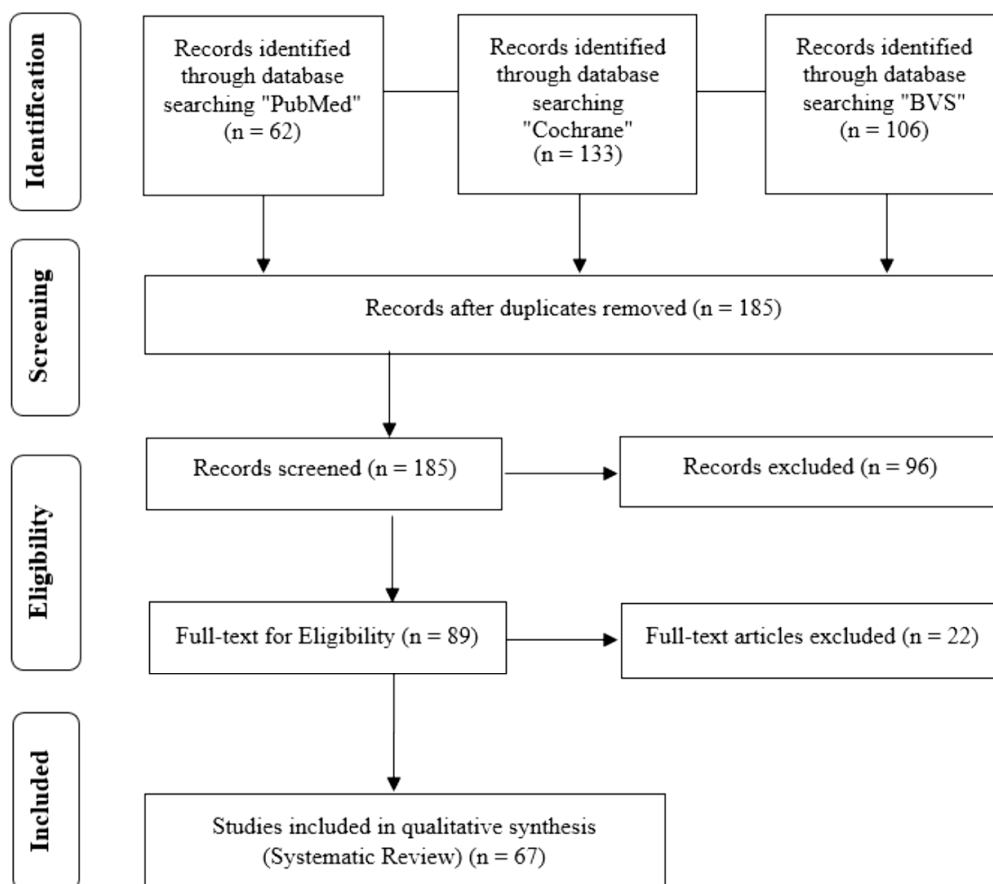 Identification
Records identified
through database
searching "PubMed"
(n = 62)
Records identified
through database
searching
"Cochrane"
(n = 133)
Records identified
through database
searching "BVS"
(n = 106)
Screening
Records after duplicates removed (n = 185)
Eligibility
Records screened (n = 185)
Records excluded (n = 96)
Full-text for Eligibility (n = 89)
Full-text articles excluded (n = 22)
Included
Studies included in qualitative synthesis
(Systematic Review) (n = 67)